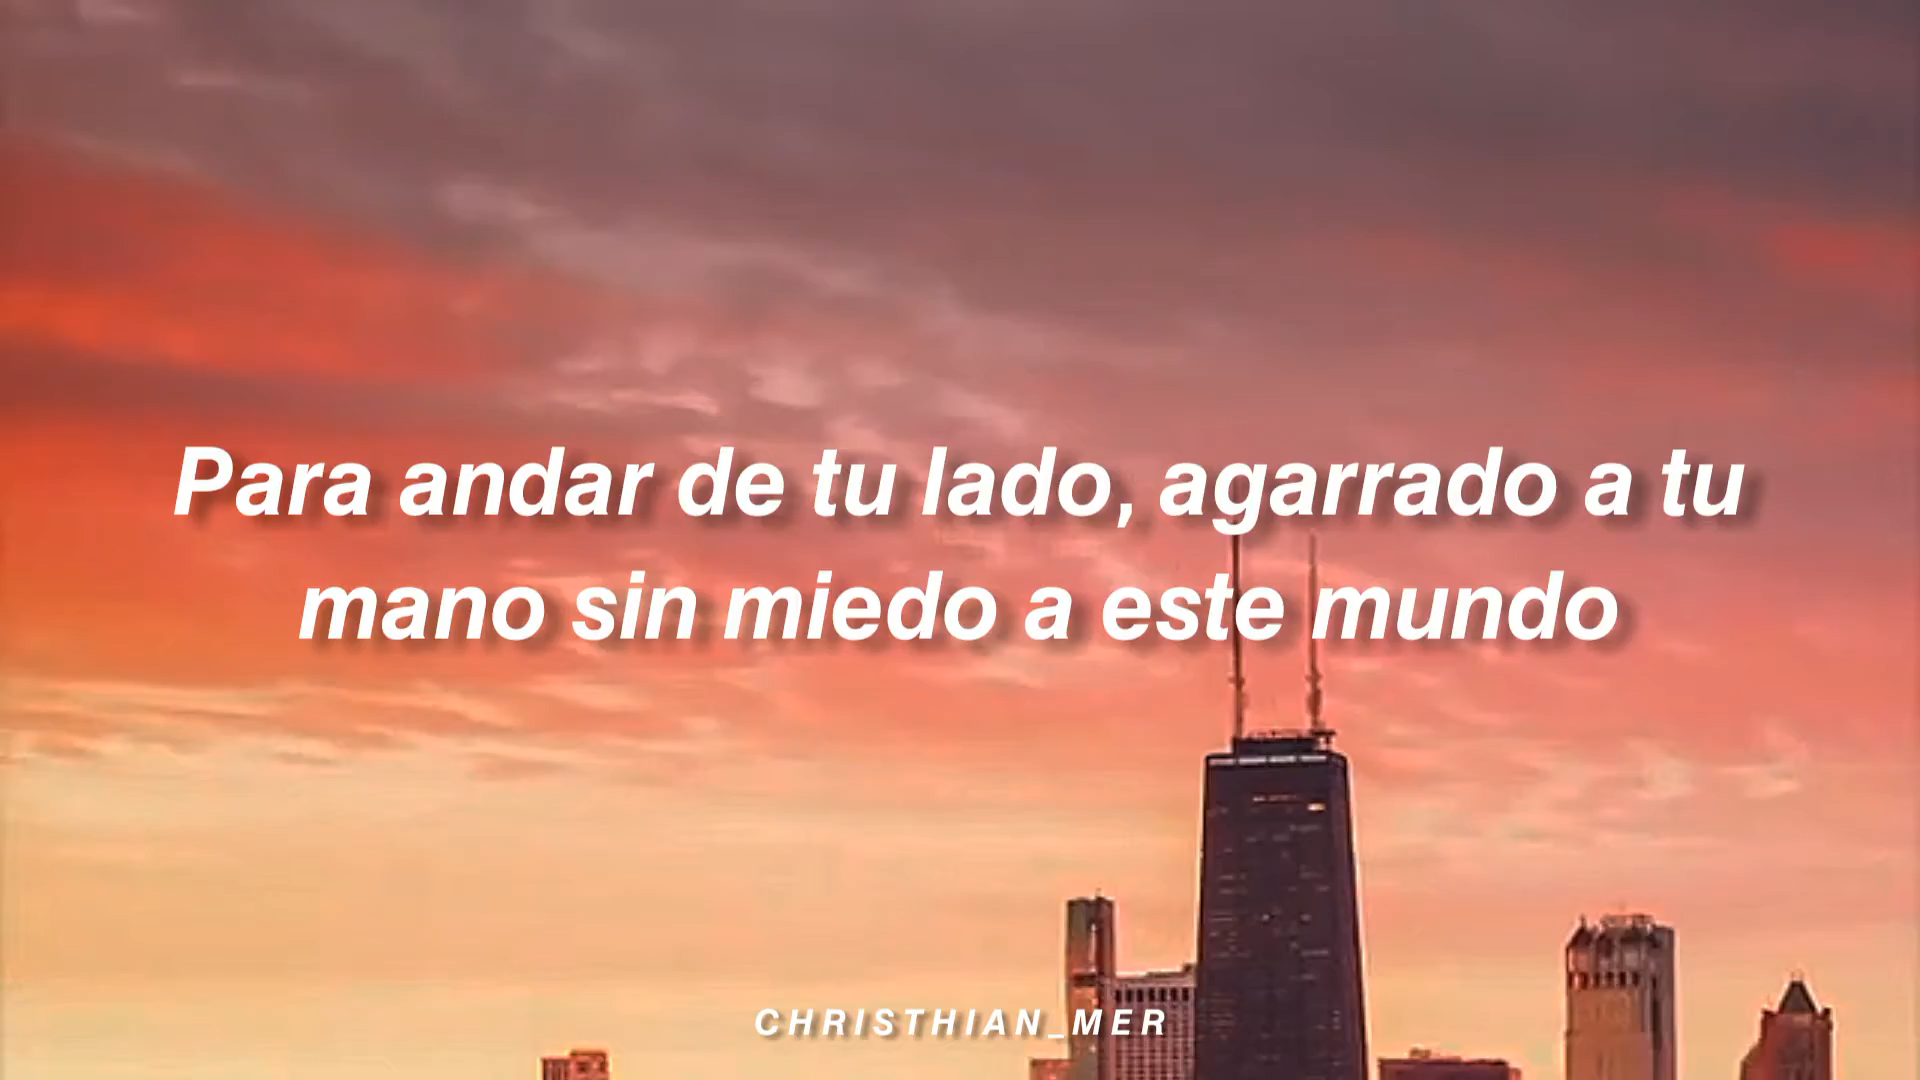 Para andar de tu lado, agarrado a tu
mano sin miedo a este mundo
CHRISTHIAN_MER